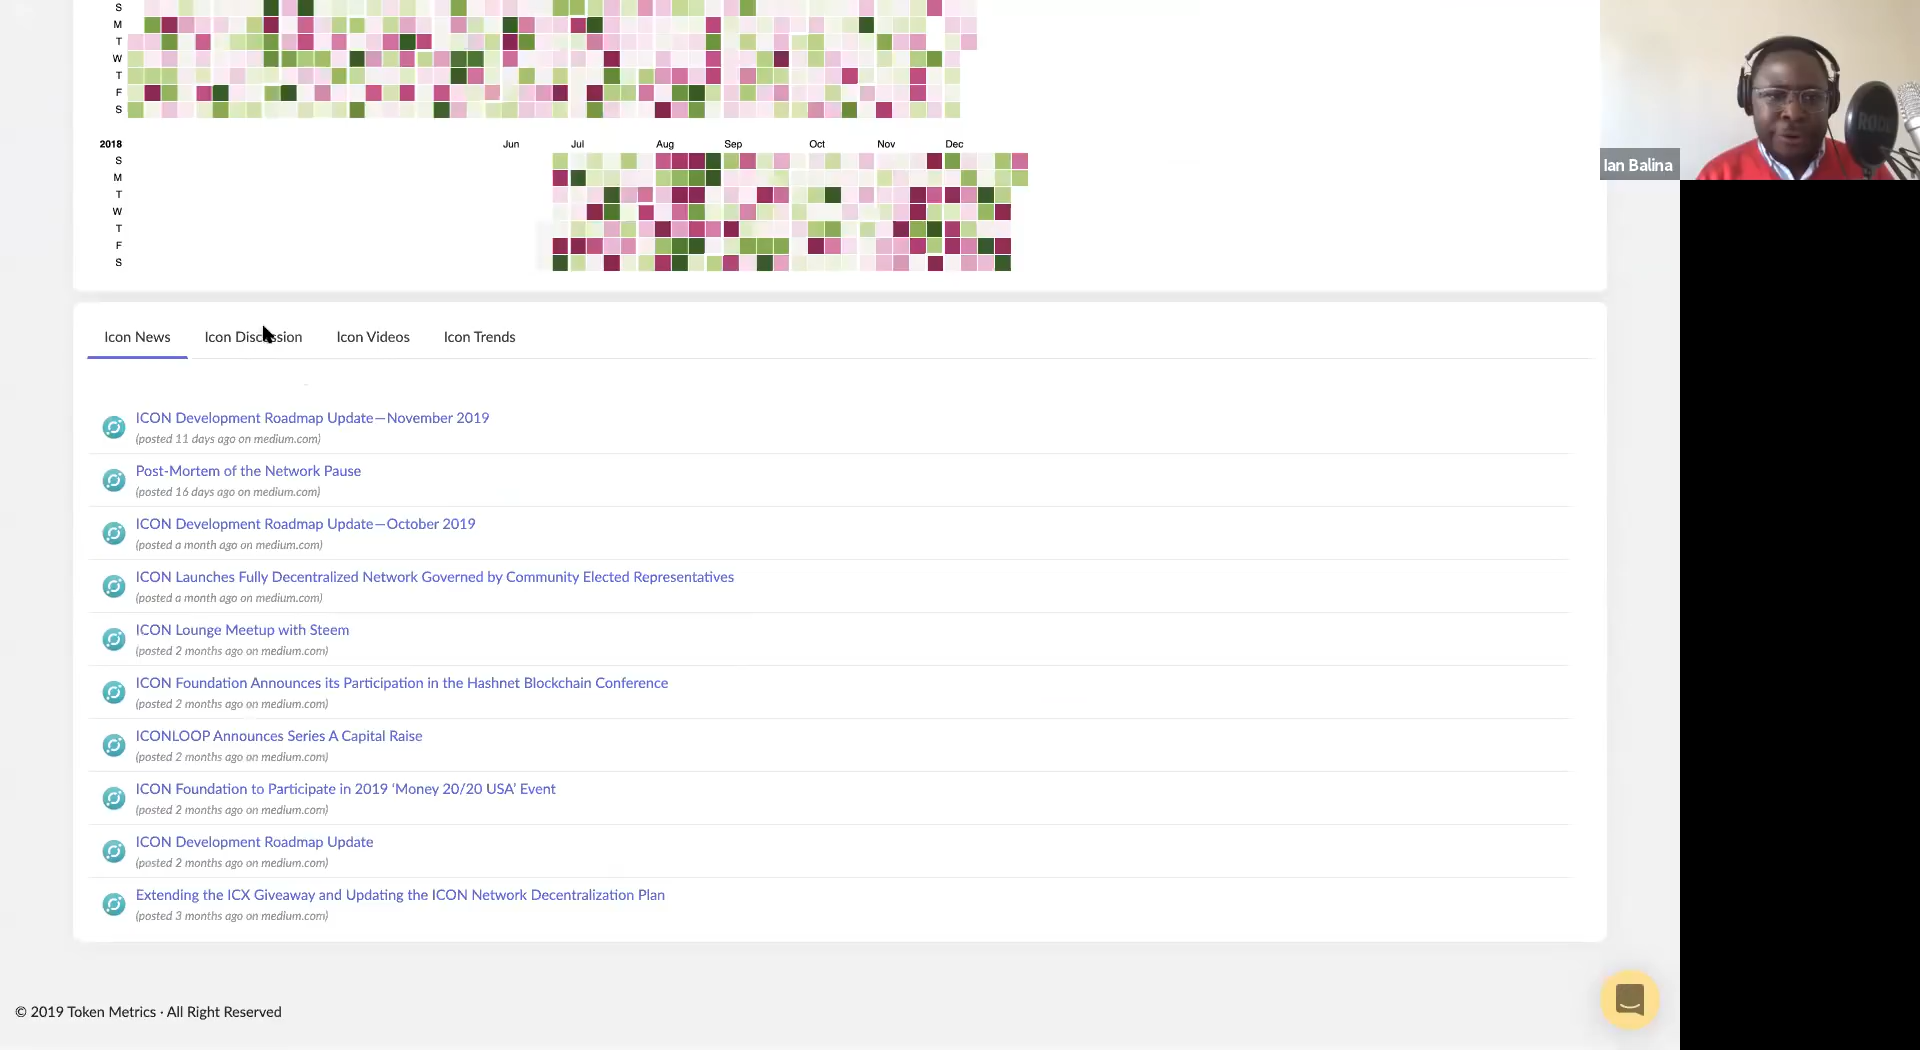 S
M
T
W
T
F
S
2018 Jun Jul Aug Sep Oct Nov Dec
S
M
T
W
T
F
S
RØDE
Ian Balina
Icon News Icon Discussion Icon Videos Icon Trends
ICON Development Roadmap Update—November 2019
(posted 11 days ago on medium.com)
Post-Mortem of the Network Pause
(posted 16 days ago on medium.com)
ICON Development Roadmap Update—October 2019
(posted a month ago on medium.com)
ICON Launches Fully Decentralized Network Governed by Community Elected Representatives
(posted a month ago on medium.com)
ICON Lounge Meetup with Steem
(posted 2 months ago on medium.com)
ICON Foundation Announces its Participation in the Hashnet Blockchain Conference
(posted 2 months ago on medium.com)
ICONLOOP Announces Series A Capital Raise
(posted 2 months ago on medium.com)
ICON Foundation to Participate in 2019 ‘Money 20/20 USA’ Event
(posted 2 months ago on medium.com)
ICON Development Roadmap Update
(posted 2 months ago on medium.com)
Extending the ICX Giveaway and Updating the ICON Network Decentralization Plan
(posted 3 months ago on medium.com)
© 2019 Token Metrics · All Right Reserved